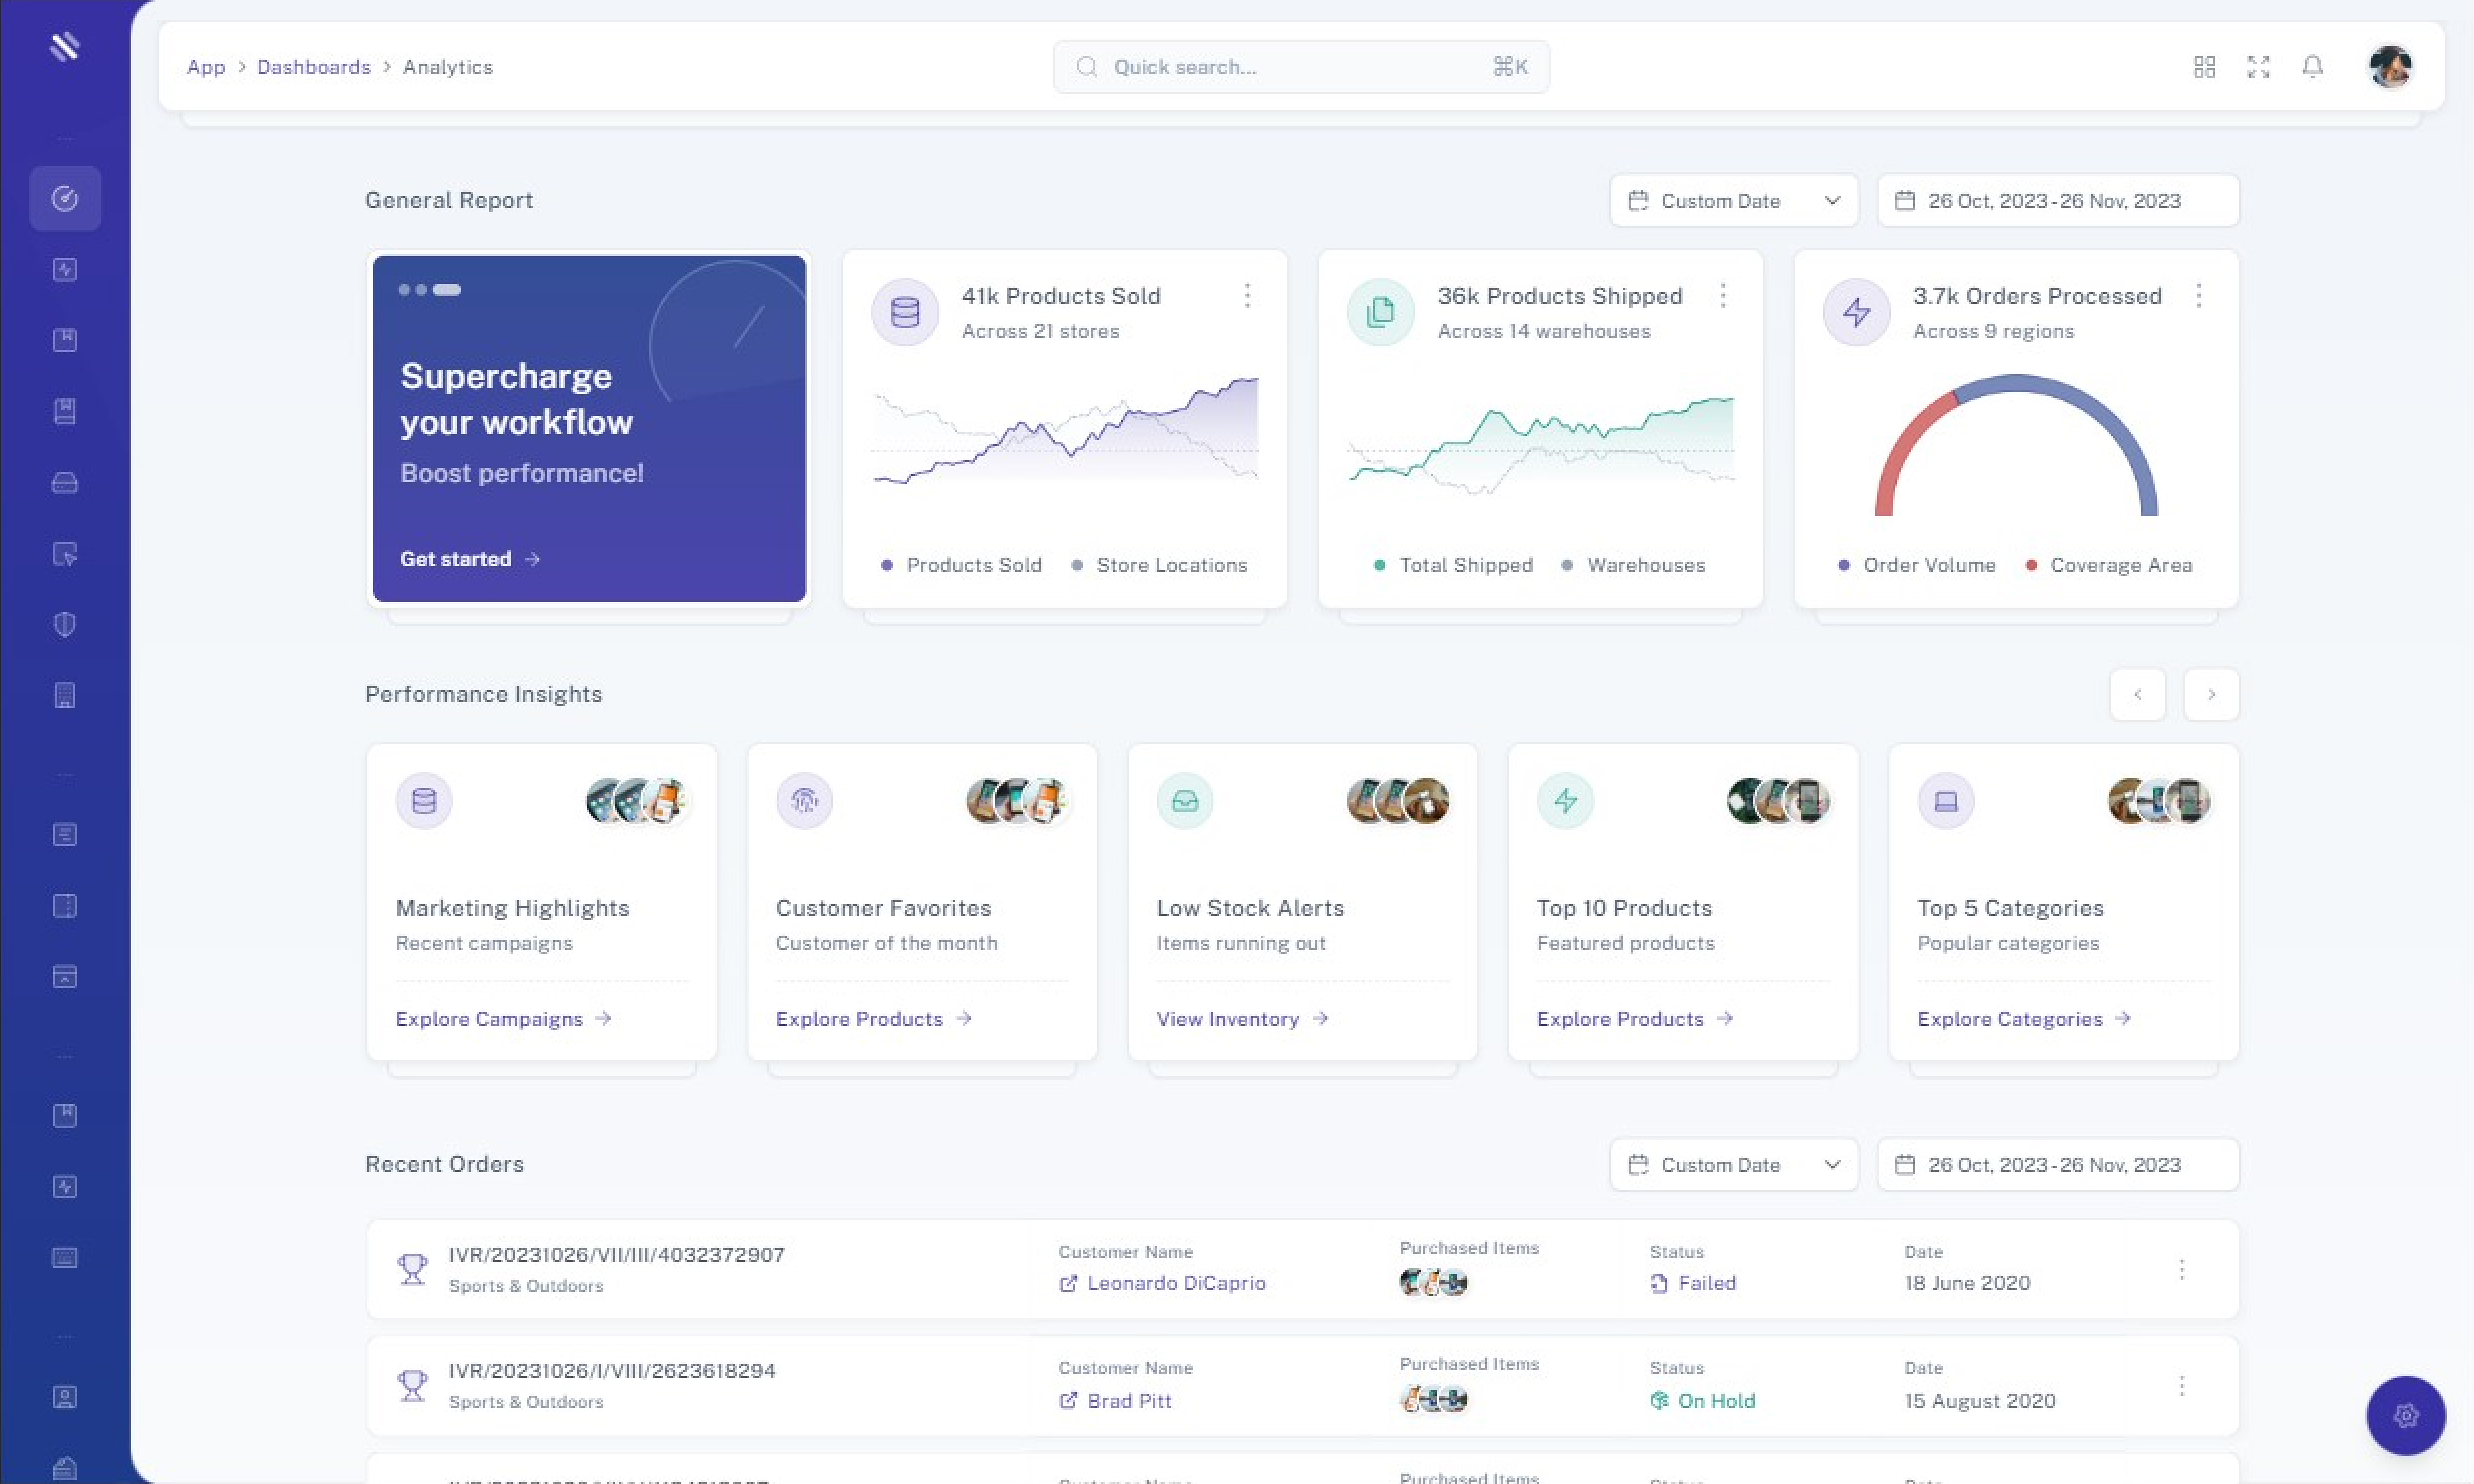 App > Dashboards > Analytics
Quick search... ⌘K
General Report
Custom Date
26 Oct, 2023 - 26 Nov, 2023
Supercharge
your workflow
Boost performance!
Get started →
41k Products Sold
Across 21 stores
Products Sold
Store Locations
36k Products Shipped
Across 14 warehouses
Total Shipped
Warehouses
3.7k Orders Processed
Across 9 regions
Order Volume
Coverage Area
Performance Insights
Marketing Highlights
Recent campaigns
Explore Campaigns →
Customer Favorites
Customer of the month
Explore Products →
Low Stock Alerts
Items running out
View Inventory →
Top 10 Products
Featured products
Explore Products →
Top 5 Categories
Popular categories
Explore Categories →
Recent Orders
Custom Date
26 Oct, 2023 - 26 Nov, 2023
IVR/20231026/VII/III/4032372907
Sports & Outdoors
Customer Name
Leonardo DiCaprio
Purchased Items
Status
Failed
Date
18 June 2020
IVR/20231026/I/VIII/2623618294
Sports & Outdoors
Customer Name
Brad Pitt
Purchased Items
Status
On Hold
Date
15 August 2020
Purchased Items